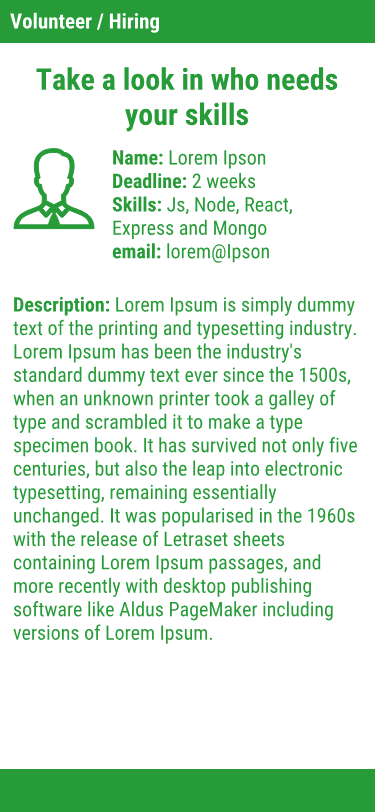 Volunteer / Hiring
Take a look in who needs
your skills
Name: Lorem Ipson
Deadline: 2 weeks
Skills: Js, Node, React,
Express and Mongo
email: lorem@Ipson
Description: Lorem Ipsum is simply dummy
text of the printing and typesetting industry.
Lorem Ipsum has been the industry's
standard dummy text ever since the 1500s,
when an unknown printer took a galley of
type and scrambled it to make a type
specimen book. It has survived not only five
centuries, but also the leap into electronic
typesetting, remaining essentially
unchanged. It was popularised in the 1960s
with the release of Letraset sheets
containing Lorem Ipsum passages, and
more recently with desktop publishing
software like Aldus PageMaker including
versions of Lorem Ipsum.